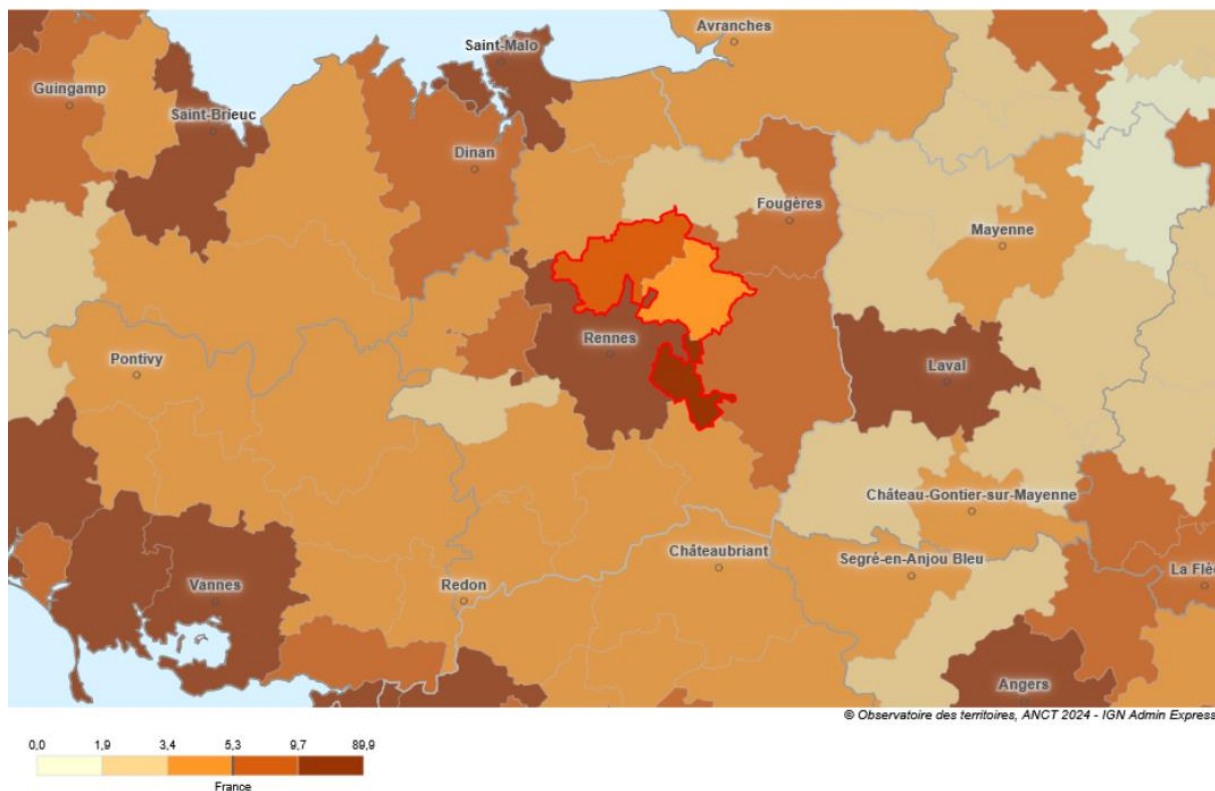 Avranches
Saint-Malo
Guingamp
Saint-Brieuc
Dinan
Fougères
Mayenne
Rennes
Pontivy
Laval
Château-Gontier-sur-Mayenne
Châteaubriant
Segré-en-Anjou Bleu
La Flè
Vannes
Redon
Angers
© Observatoire des territoires, ANCT 2024 - IGN Admin Express
0,0 1,9 3,4 5,3 9,7 89,9
France